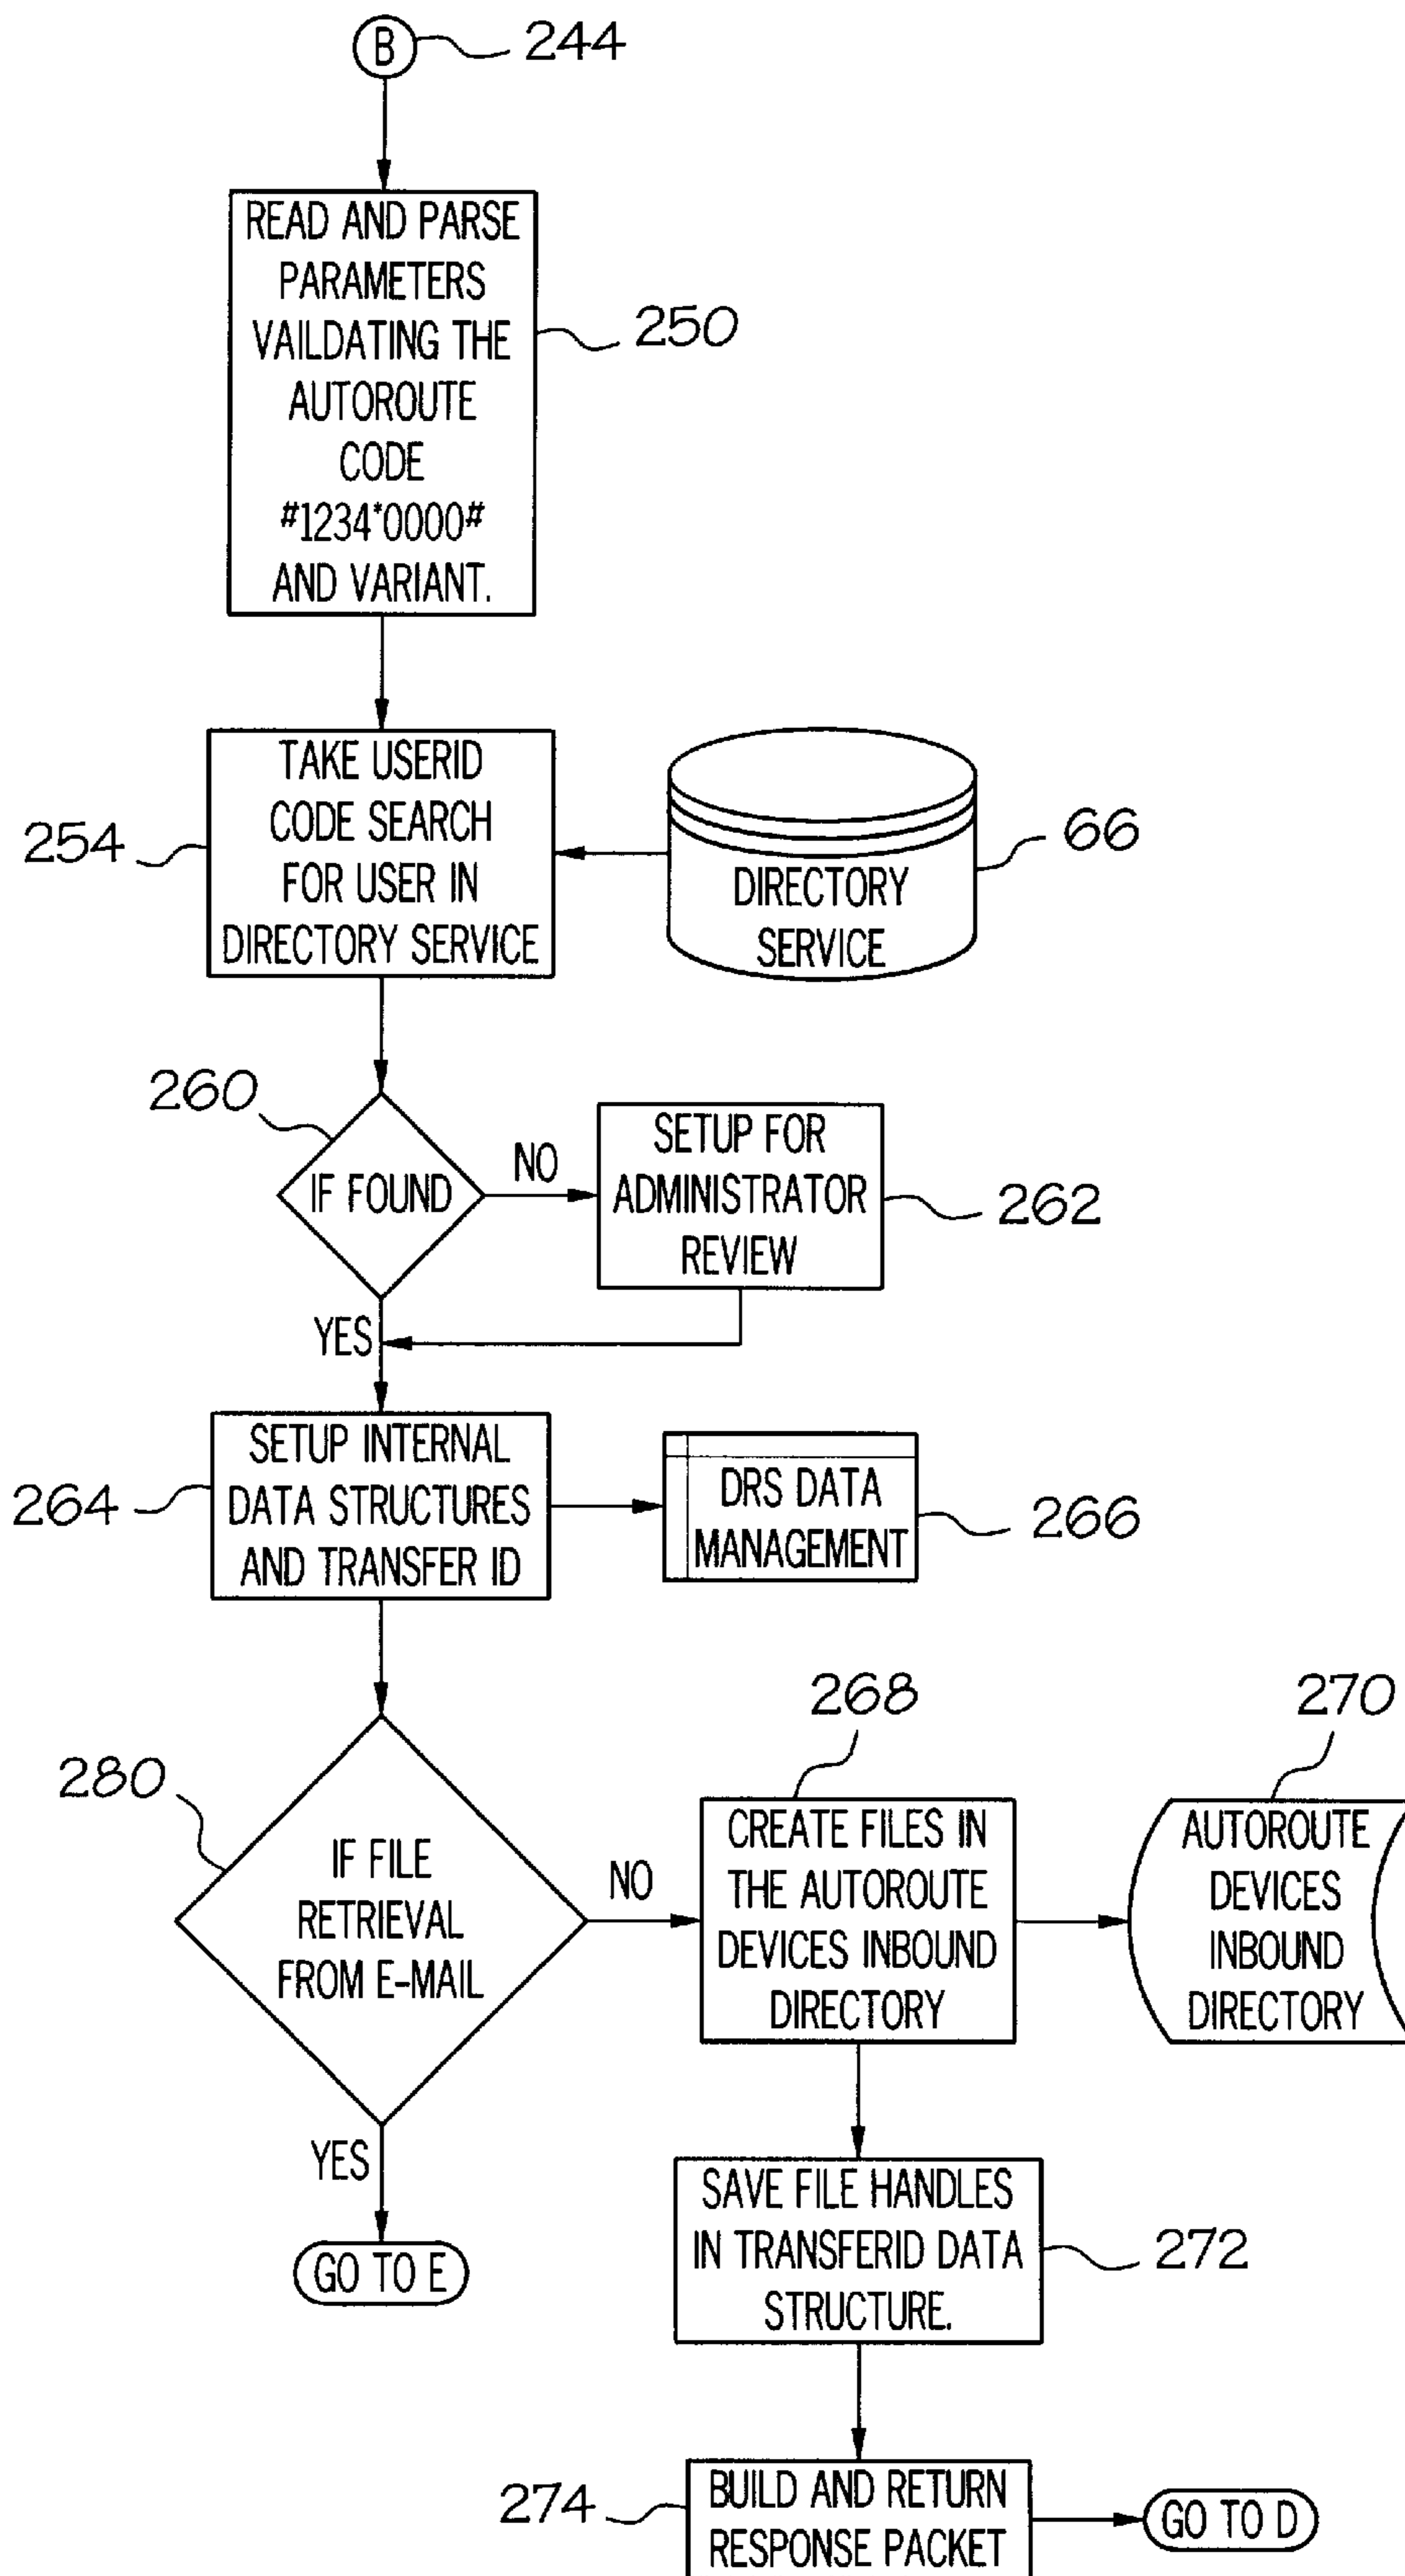 B
244
READ AND PARSE
PARAMETERS
VAILDATING THE
AUTOROUTE
CODE
#1234*0000#
AND VARIANT.
250
TAKE USERID
CODE SEARCH
FOR USER IN
DIRECTORY SERVICE
254
DIRECTORY
SERVICE
66
260
IF FOUND
NO
SETUP FOR
ADMINISTRATOR
REVIEW
262
YES
SETUP INTERNAL
DATA STRUCTURES
AND TRANSFER ID
264
DRS DATA
MANAGEMENT
266
280
IF FILE
RETRIEVAL
FROM E-MAIL
NO
268
CREATE FILES IN
THE AUTOROUTE
DEVICES INBOUND
DIRECTORY
270
AUTOROUTE
DEVICES
INBOUND
DIRECTORY
YES
GO TO E
SAVE FILE HANDLES
IN TRANSFERID DATA
STRUCTURE.
272
274
BUILD AND RETURN
RESPONSE PACKET
GO TO D